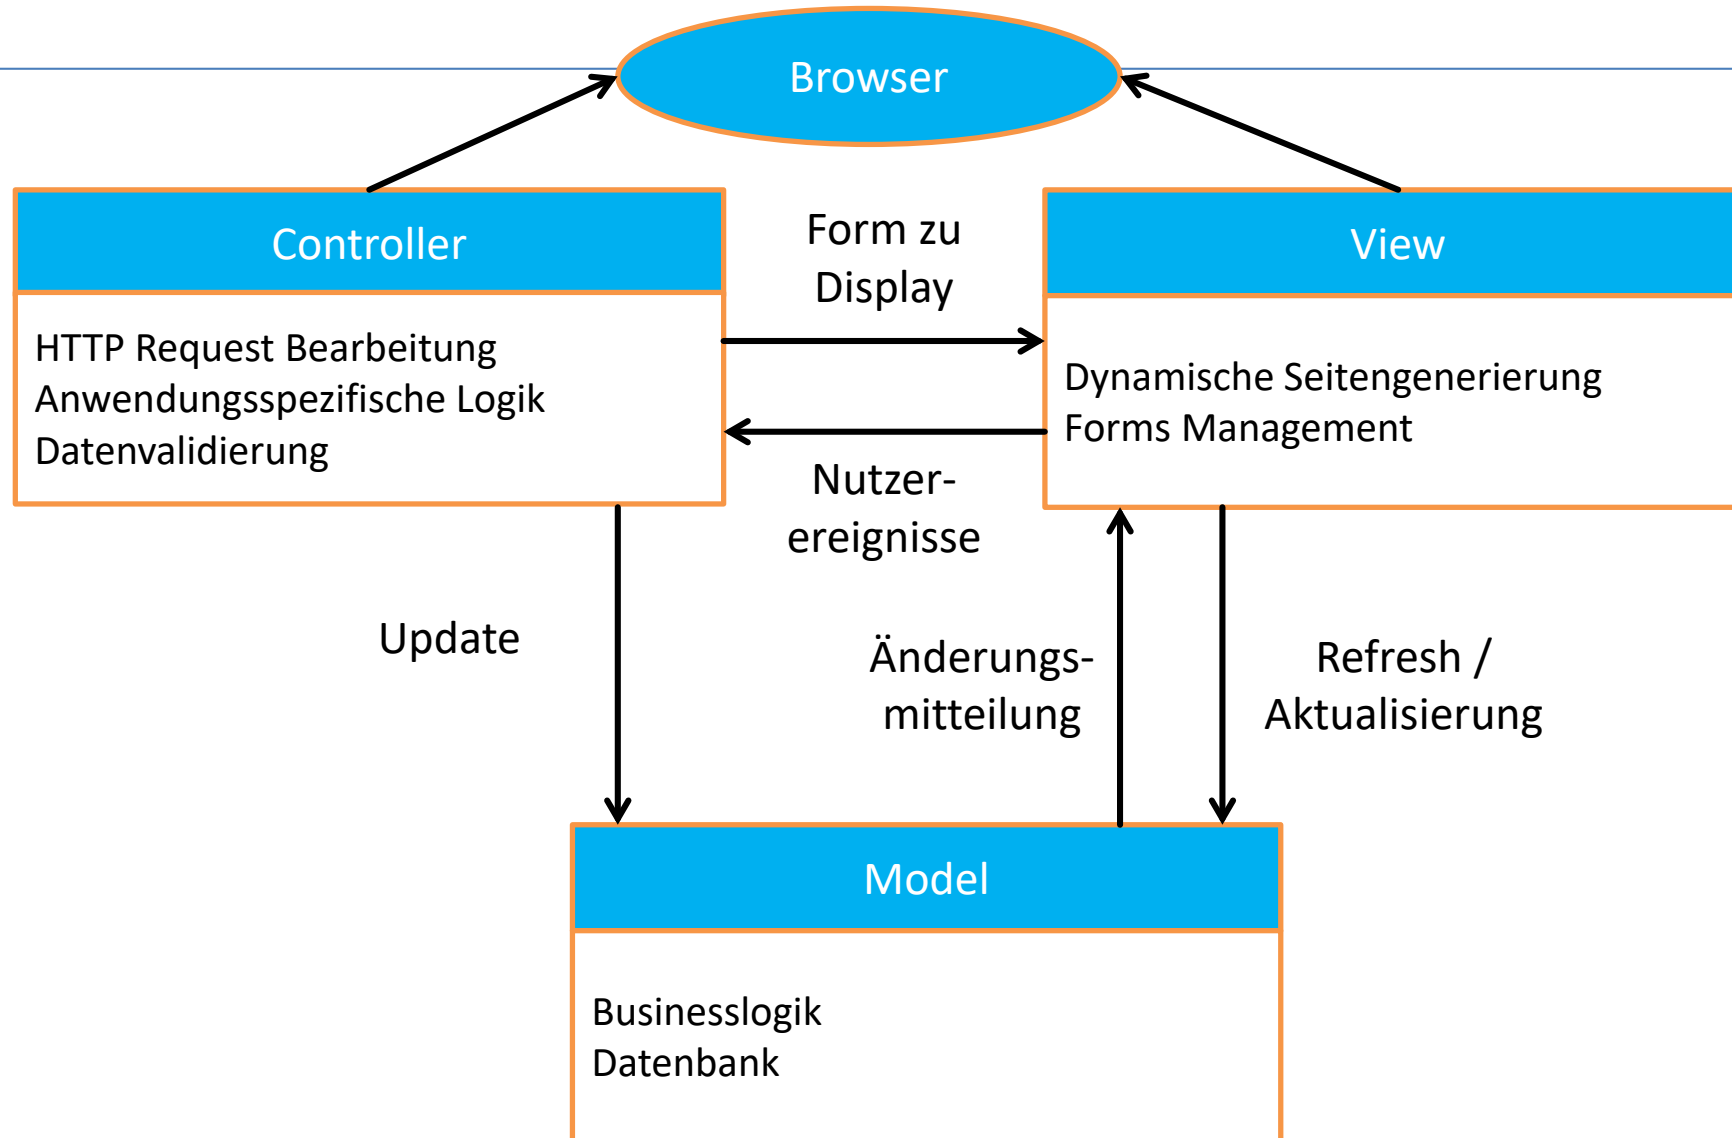 Browser
Controller
Form zu
Display
View
HTTP Request Bearbeitung
Anwendungsspezifische Logik
Datenvalidierung
Dynamische Seitengenerierung
Forms Management
Nutzer-
ereignisse
Update
Änderungs-
mitteilung
Refresh /
Aktualisierung
Model
Businesslogik
Datenbank